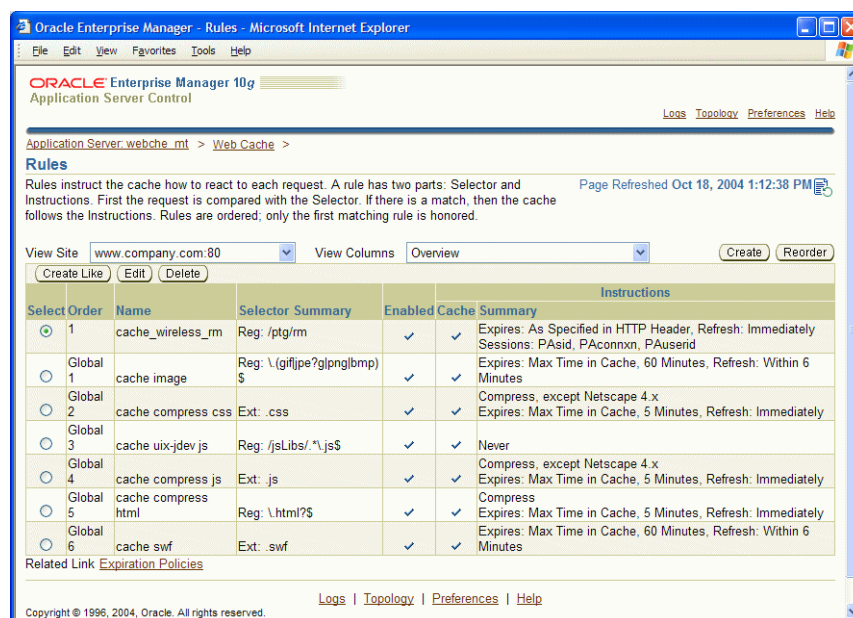 Oracle Enterprise Manager - Rules - Microsoft Internet Explorer
File Edit View Favorites Tools Help
ORACLE Enterprise Manager 10g
Application Server Control
Logs Topology Preferences Help
Application Server: webche_mt > Web Cache >
Rules
Rules instruct the cache how to react to each request. A rule has two parts: Selector and
Instructions. First the request is compared with the Selector. If there is a match, then the cache
follows the Instructions. Rules are ordered; only the first matching rule is honored.
Page Refreshed Oct 18, 2004 1:12:38 PM
View Site www.company.com:80 View Columns Overview Create Reorder
Create Like Edit Delete
Instructions
Select Order Name Selector Summary Enabled Cache Summary
1 cache_wireless_rm Reg: /ptg/rm Expires: As Specified in HTTP Header, Refresh: Immediately
Sessions: PAsid, PAconnxn, PAuserid
Global 1 cache image Reg: \.(gif|jpe?g|png|bmp)$ Expires: Max Time in Cache, 60 Minutes, Refresh: Within 6
Minutes
Global 2 cache compress css Ext: .css Compress, except Netscape 4.x
Expires: Max Time in Cache, 5 Minutes, Refresh: Immediately
Global 3 cache uix-jdev js Reg: /jsLibs/.*\.js$ Never
Global 4 cache compress js Ext: .js Compress, except Netscape 4.x
Expires: Max Time in Cache, 5 Minutes, Refresh: Immediately
Global 5 cache compress html Reg: \.html?$ Compress
Expires: Max Time in Cache, 5 Minutes, Refresh: Immediately
Global 6 cache swf Ext: .swf Expires: Max Time in Cache, 60 Minutes, Refresh: Within 6
Minutes
Related Link Expiration Policies
Logs | Topology | Preferences | Help
Copyright © 1996, 2004, Oracle. All rights reserved.